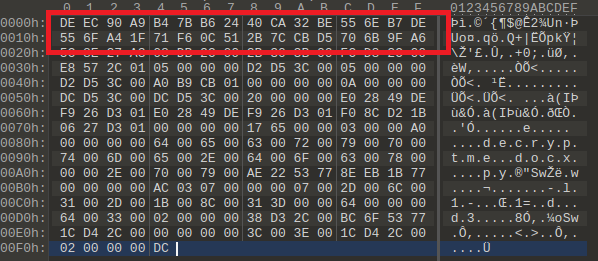 0 1 2 3 4 5 6 7 8 9 A B C D E F 0123456789ABCDEF
0000h: DE EC 90 A9 B4 7B B6 24 40 CA 32 BE 55 6E B7 DE Þì.©´{¶$@Ê2¾Un·Þ
0010h: 55 6F A4 1F 71 F6 0C 51 2B 7C CB D5 70 6B 9F A6 Uo¤.qö.Q+|ËÕpkŸ¦
0020h: \Ž'£.Û,.+0;.üØ,.
0030h: E8 57 2C 01 05 00 00 00 D2 D5 3C 00 05 00 00 00 èW,.....ÒÕ<.....
0040h: D2 D5 3C 00 A0 B9 CB 01 00 00 00 00 0A 00 00 00 ÒÕ<. ¹Ë.........
0050h: DC D5 3C 00 DC D5 3C 00 20 00 00 00 E0 28 49 DE ÜÕ<.ÜÕ<. ...à(IÞ
0060h: F9 26 D3 01 E0 28 49 DE F9 26 D3 01 F0 8C D2 1B ù&Ó.à(IÞù&Ó.ðŒÒ.
0070h: 06 27 D3 01 00 00 00 00 17 65 00 00 03 00 00 A0 .'Ó......e.....
0080h: 00 00 00 00 64 00 65 00 63 00 72 00 79 00 70 00 ....d.e.c.r.y.p.
0090h: 74 00 6D 00 65 00 2E 00 64 00 6F 00 63 00 78 00 t.m.e...d.o.c.x.
00A0h: 00 00 2E 00 70 00 79 00 AE 22 53 77 8E EB 1B 77 ....p.y.®"SwŽë.w
00B0h: 00 00 00 00 AC 03 07 00 00 00 07 00 2D 00 6C 00 ....¬.......-.l.
00C0h: 31 00 2D 00 1B 00 8C 00 31 3D 00 00 64 00 00 00 1.-...Œ.1=..d...
00D0h: 64 00 33 00 02 00 00 00 38 D3 2C 00 BC 6F 53 77 d.3.....8Ó,.¼oSw
00E0h: 1C D4 2C 00 00 00 00 00 3C 00 3E 00 1C D4 2C 00 .Ô,.....<.>..Ô,.
00F0h: 02 00 00 00 DC ....Ü